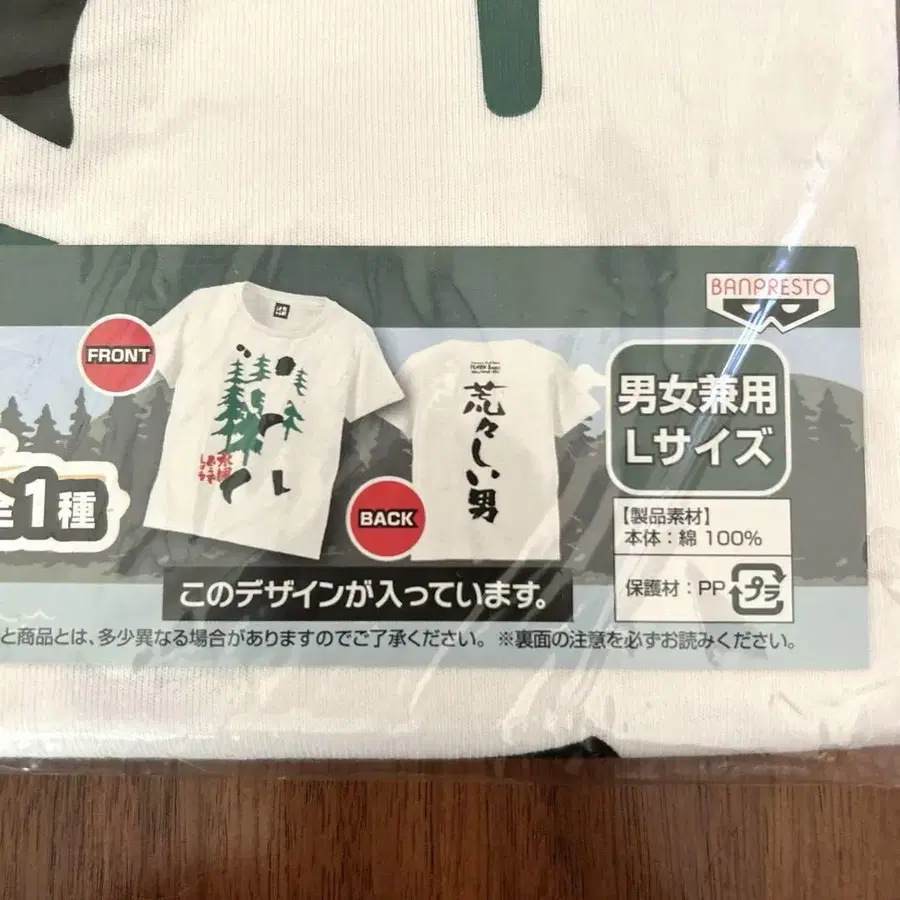 BANPRESTO
FRONT
荒々しい男
男女兼用
Lサイズ
全1種
BACK
【製品素材】
本体：綿 100%
保護材：PP プラ
このデザインが入っています。
と商品とは、多少異なる場合がありますのでご了承ください。 ※裏面の注意を必ずお読みください。